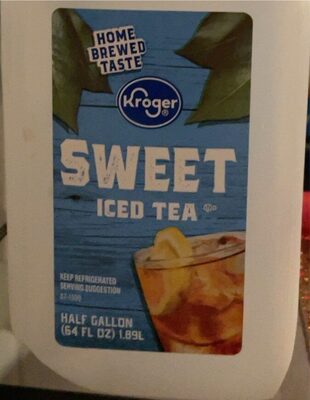 HOME
BREWED
TASTE
Kroger®
SWEET
ICED TEA
KEEP REFRIGERATED
SERVING SUGGESTION
HALF GALLON
(64 FL OZ) 1.89L